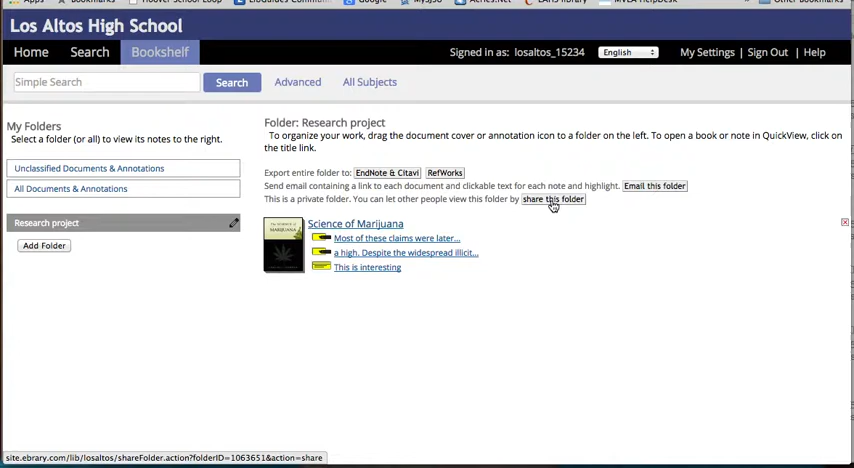 Apps
Bookmarks
Hoover School Loop
Google
MySJSU
Aeries.Net
LAHS library
MVLA HelpDesk
Other Bookmarks
Los Altos High School
Home Search Bookshelf Signed in as: losaltos_15234 English My Settings | Sign Out | Help
Simple Search Search Advanced All Subjects
My Folders
Select a folder (or all) to view its notes to the right.
Unclassified Documents & Annotations
All Documents & Annotations
Research project
Add Folder
Folder: Research project
To organize your work, drag the document cover or annotation icon to a folder on the left. To open a book or note in QuickView, click on
the title link.
Export entire folder to: EndNote & Citavi RefWorks
Send email containing a link to each document and clickable text for each note and highlight. Email this folder
This is a private folder. You can let other people view this folder by share this folder
MARIJUANA
Science of Marijuana
Most of these claims were later...
a high. Despite the widespread illicit...
This is interesting
site.ebrary.com/lib/losaltos/shareFolder.action?folderID=1063651&action=share